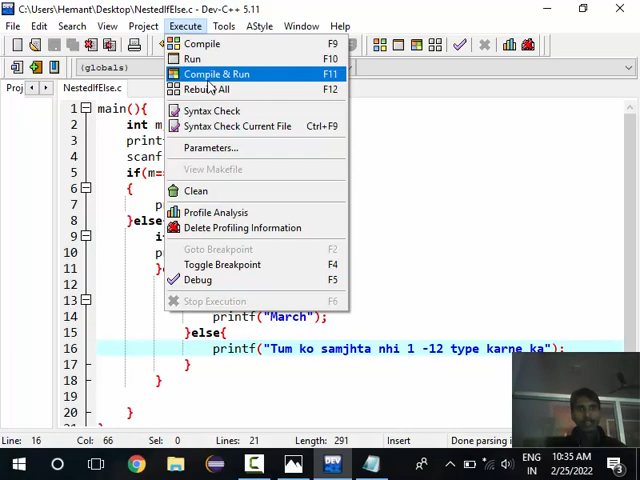 C:\Users\Hemant\Desktop\NestedIfElse.c - Dev-C++ 5.11
File Edit Search View Project Execute Tools AStyle Window Help
(globals)
Compile F9
Run F10
Compile & Run F11
Rebuild All F12
Syntax Check
Syntax Check Current File Ctrl+F9
Parameters...
View Makefile
Clean
Profile Analysis
Delete Profiling Information
Goto Breakpoint F2
Toggle Breakpoint F4
Debug F5
Stop Execution F6
Proj NestedIfElse.c
1 main(){
2 int m
3 print
4 scanf
5 if(m==
6 {
7 p
8 }else
9 i
10 p
11 }
12
13
14 printf("March");
15 }else{
16 printf("Tum ko samjhta nhi 1 -12 type karne ka");
17 }
18 }
19
20 }
Line: 16 Col: 66 Sel: 0 Lines: 21 Length: 291 Insert Done parsing
DEV
ENG
IN
10:35 AM
2/25/2022
3